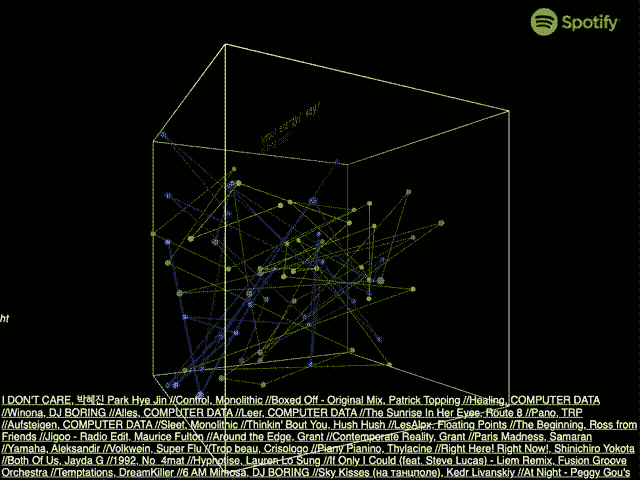 Spotify
ht
I DON'T CARE, 박혜진 Park Hye Jin //Control, Monolithic //Boxed Off - Original Mix, Patrick Topping //Healing, COMPUTER DATA
//Winona, DJ BORING //Alles, COMPUTER DATA //Leer, COMPUTER DATA //The Sunrise In Her Eyes, Route 8 //Pano, TRP
//Aufsteigen, COMPUTER DATA //Sleet, Monolithic //Thinkin' Bout You, Hush Hush //LesAlpx, Floating Points //The Beginning, Ross from
Friends //Jigoo - Radio Edit, Maurice Fulton //Around the Edge, Grant //Contemporate Reality, Grant //Paris Madness, Samaran
//Yamaha, Aleksandir //Volkwein, Super Flu //Trop beau, Crisologo //Piany Pianino, Thylacine //Right Here! Right Now!, Shinichiro Yokota
//Both Of Us, Jayda G //1992, No_4mat //Hypnotise, Lauren Lo Sung //If Only I Could (feat. Steve Lucas) - Liem Remix, Fusion Groove
Orchestra //Temptations, DreamKiller //6 AM Mimosa, DJ BORING //Sky Kisses (на танцполе), Kedr Livanskiy //At Night - Peggy Gou's